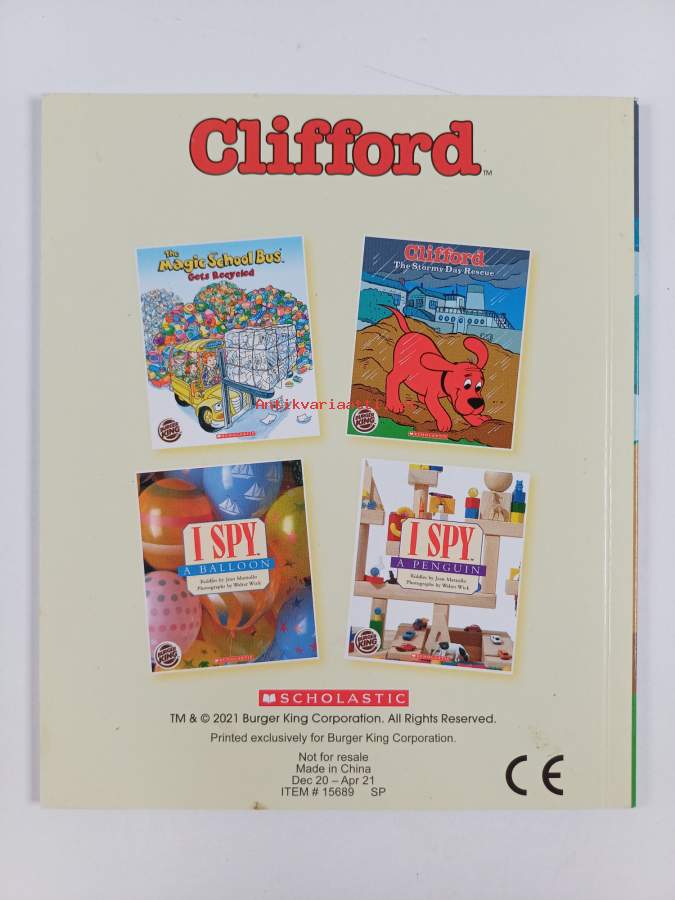 Clifford™
The
Magic School Bus
Gets Recycled
BURGER
KING
SCHOLASTIC
Clifford
The Stormy Day Rescue
BURGER
KING
SCHOLASTIC
Antikvariaatti
I SPY
A BALLOON
Riddles by Jean Marzollo
Photographs by Walter Wick
BURGER
KING
SCHOLASTIC
I SPY
A PENGUIN
Riddles by Jean Marzollo
Photographs by Walter Wick
BURGER
KING
SCHOLASTIC
SCHOLASTIC
TM & © 2021 Burger King Corporation. All Rights Reserved.
Printed exclusively for Burger King Corporation.
Not for resale
Made in China
Dec 20 – Apr 21
ITEM # 15689 SP
CE